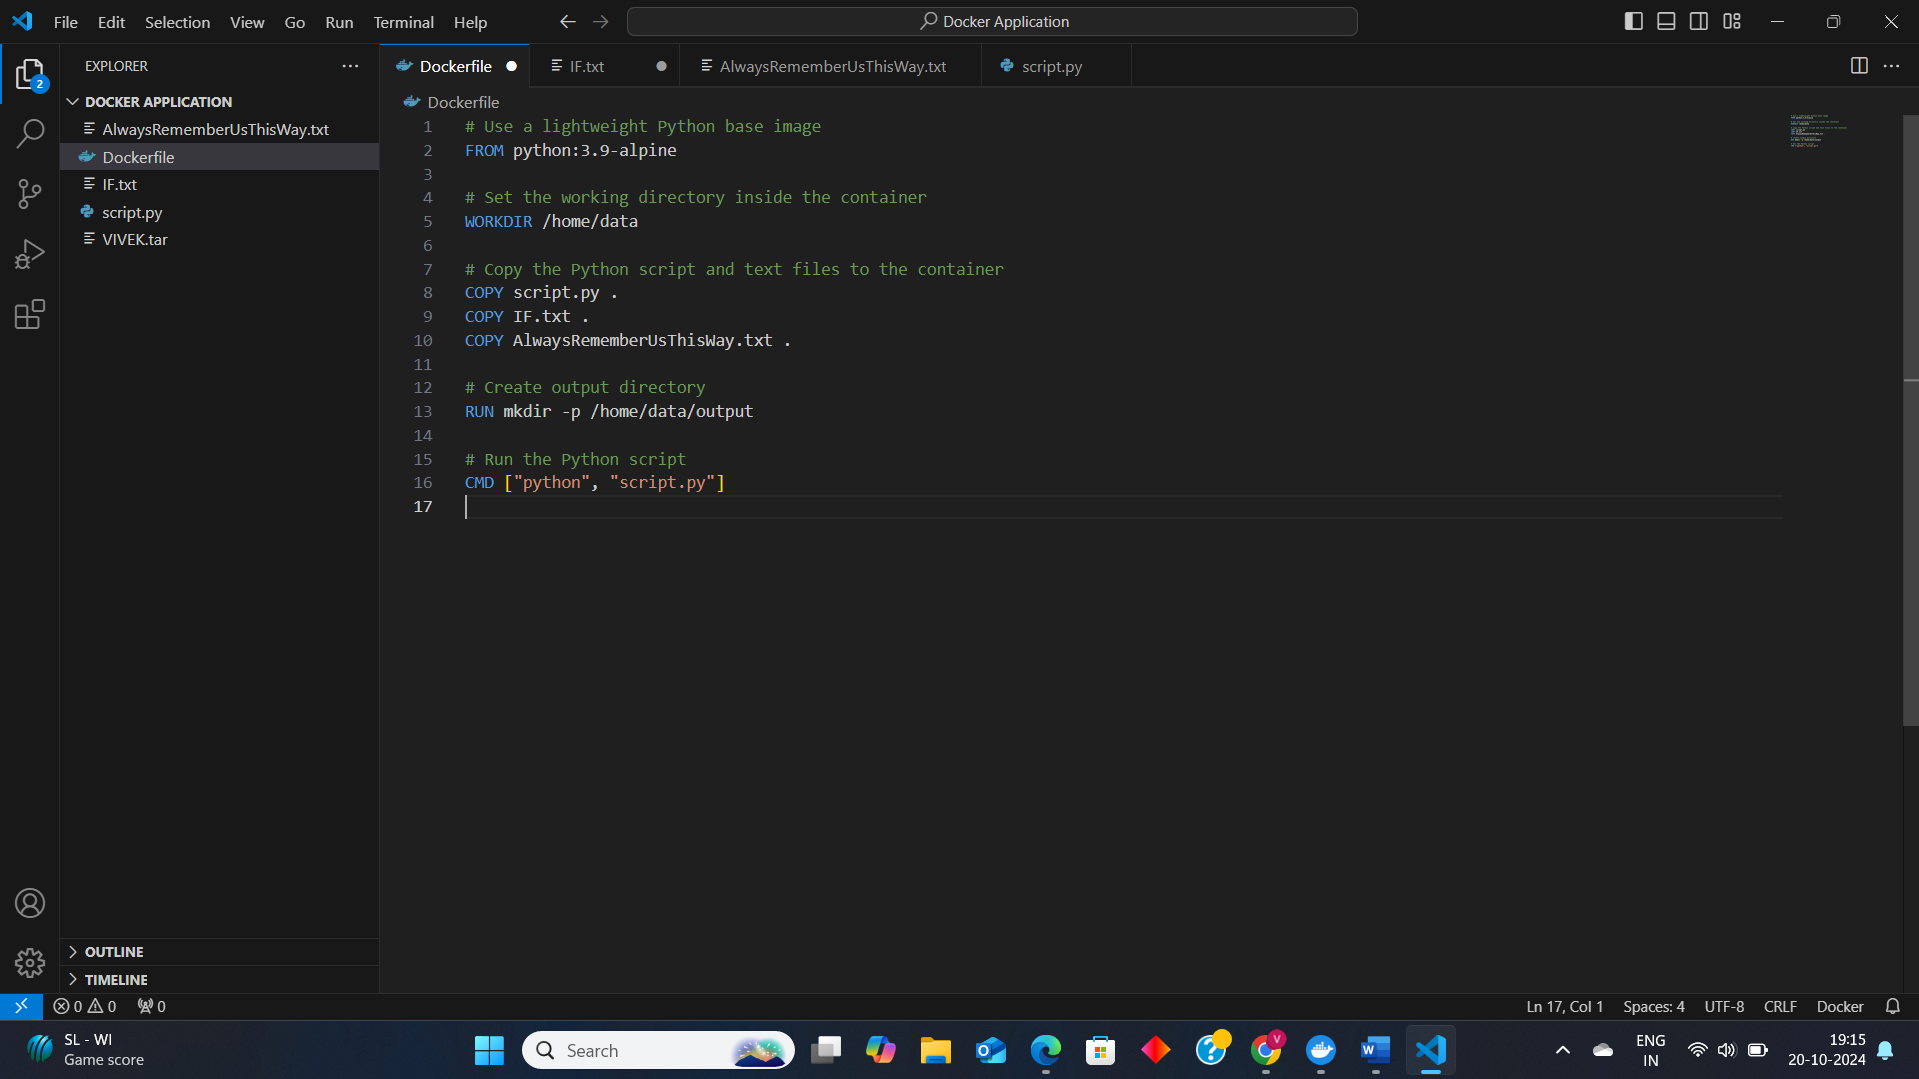 File Edit Selection View Go Run Terminal Help
Docker Application
EXPLORER
2
DOCKER APPLICATION
AlwaysRememberUsThisWay.txt
Dockerfile
IF.txt
script.py
VIVEK.tar
OUTLINE
TIMELINE
Dockerfile IF.txt AlwaysRememberUsThisWay.txt script.py
Dockerfile
1 # Use a lightweight Python base image
2 FROM python:3.9-alpine
3
4 # Set the working directory inside the container
5 WORKDIR /home/data
6
7 # Copy the Python script and text files to the container
8 COPY script.py .
9 COPY IF.txt .
10 COPY AlwaysRememberUsThisWay.txt .
11
12 # Create output directory
13 RUN mkdir -p /home/data/output
14
15 # Run the Python script
16 CMD ["python", "script.py"]
17
0 0 0
Ln 17, Col 1 Spaces: 4 UTF-8 CRLF Docker
SL - WI
Game score
Search
V
ENG
IN
19:15
20-10-2024